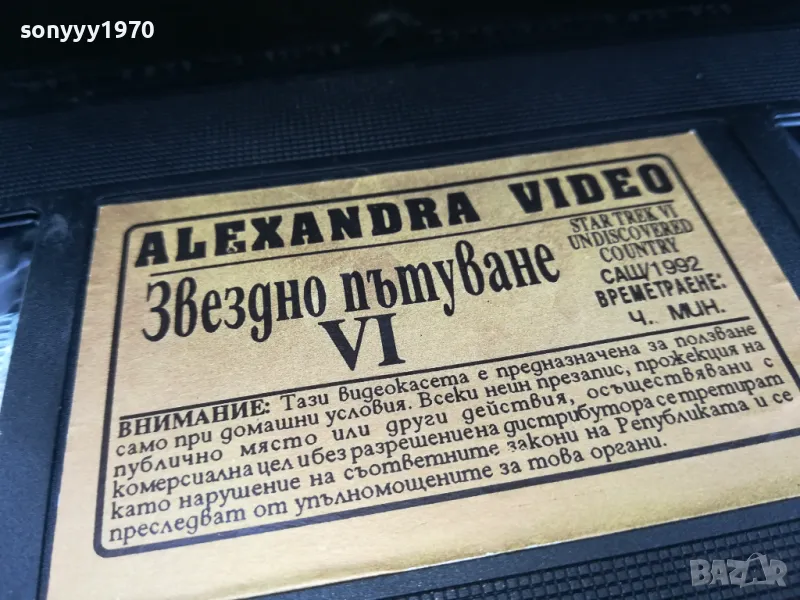 sonyyy1970
ALEXANDRA VIDEO
Звездно пътуване
VI
STAR TREK VI
UNDISCOVERED
COUNTRY
САЩ/1992
ВРЕМЕТРАЕНЕ:
Ч. МИН.
ВНИМАНИЕ: Тази видеокасета е предназначена за ползване
само при домашни условия. Всеки неин презапис, прожекция на
публично място или други действия, осъществявани с
комерсиална цел и без разрешение на дистрибутора се третират
като нарушение на съответните закони на Републиката и се
преследват от упълномощените за това органи.
BAZAR